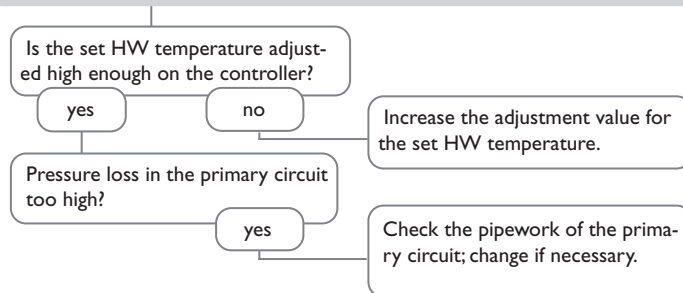 Is the set HW temperature adjust-
ed high enough on the controller?
yes
no
Increase the adjustment value for
the set HW temperature.
Pressure loss in the primary circuit
too high?
yes
Check the pipework of the prima-
ry circuit; change if necessary.